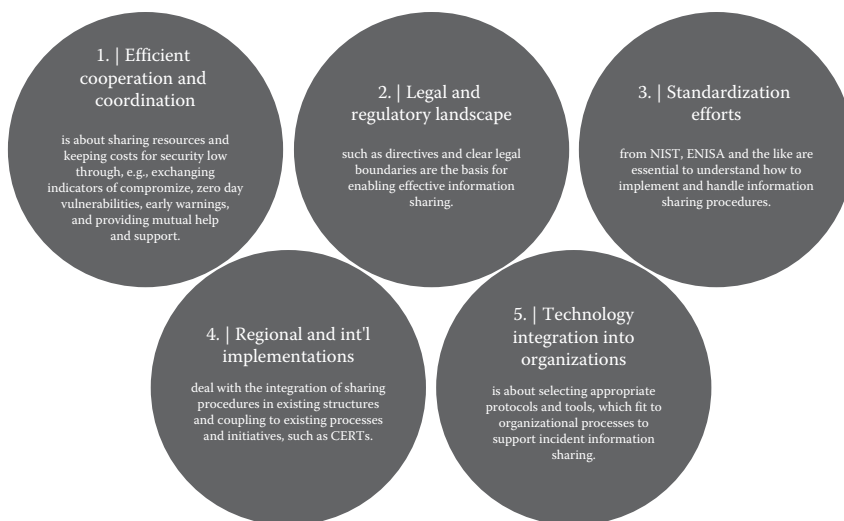 1. | Efficient
cooperation and
coordination
is about sharing resources and
keeping costs for security low
through, e.g., exchanging
indicators of compromize, zero day
vulnerabilities, early warnings,
and providing mutual help
and support.
2. | Legal and
regulatory landscape
such as directives and clear legal
boundaries are the basis for
enabling effective information
sharing.
3. | Standardization
efforts
from NIST, ENISA and the like are
essential to understand how to
implement and handle information
sharing procedures.
4. | Regional and int'l
implementations
deal with the integration of sharing
procedures in existing structures
and coupling to existing processes
and initiatives, such as CERTs.
5. | Technology
integration into
organizations
is about selecting appropriate
protocols and tools, which fit to
organizational processes to
support incident information
sharing.